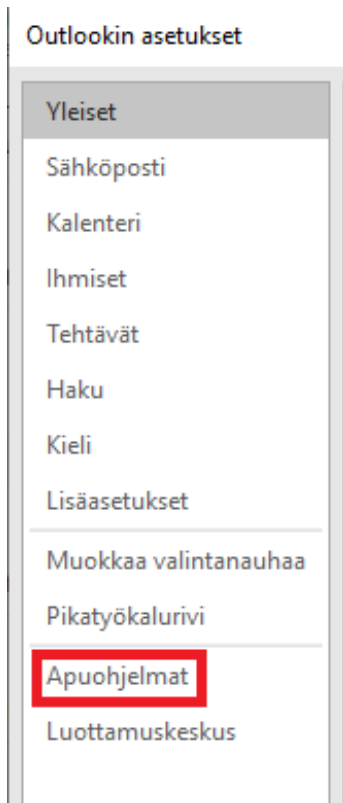 Outlookin asetukset
Yleiset
Sähköposti
Kalenteri
Ihmiset
Tehtävät
Haku
Kieli
Lisäasetukset
Muokkaa valintanauhaa
Pikatyökalurivi
Apuohjelmat
Luottamuskeskus